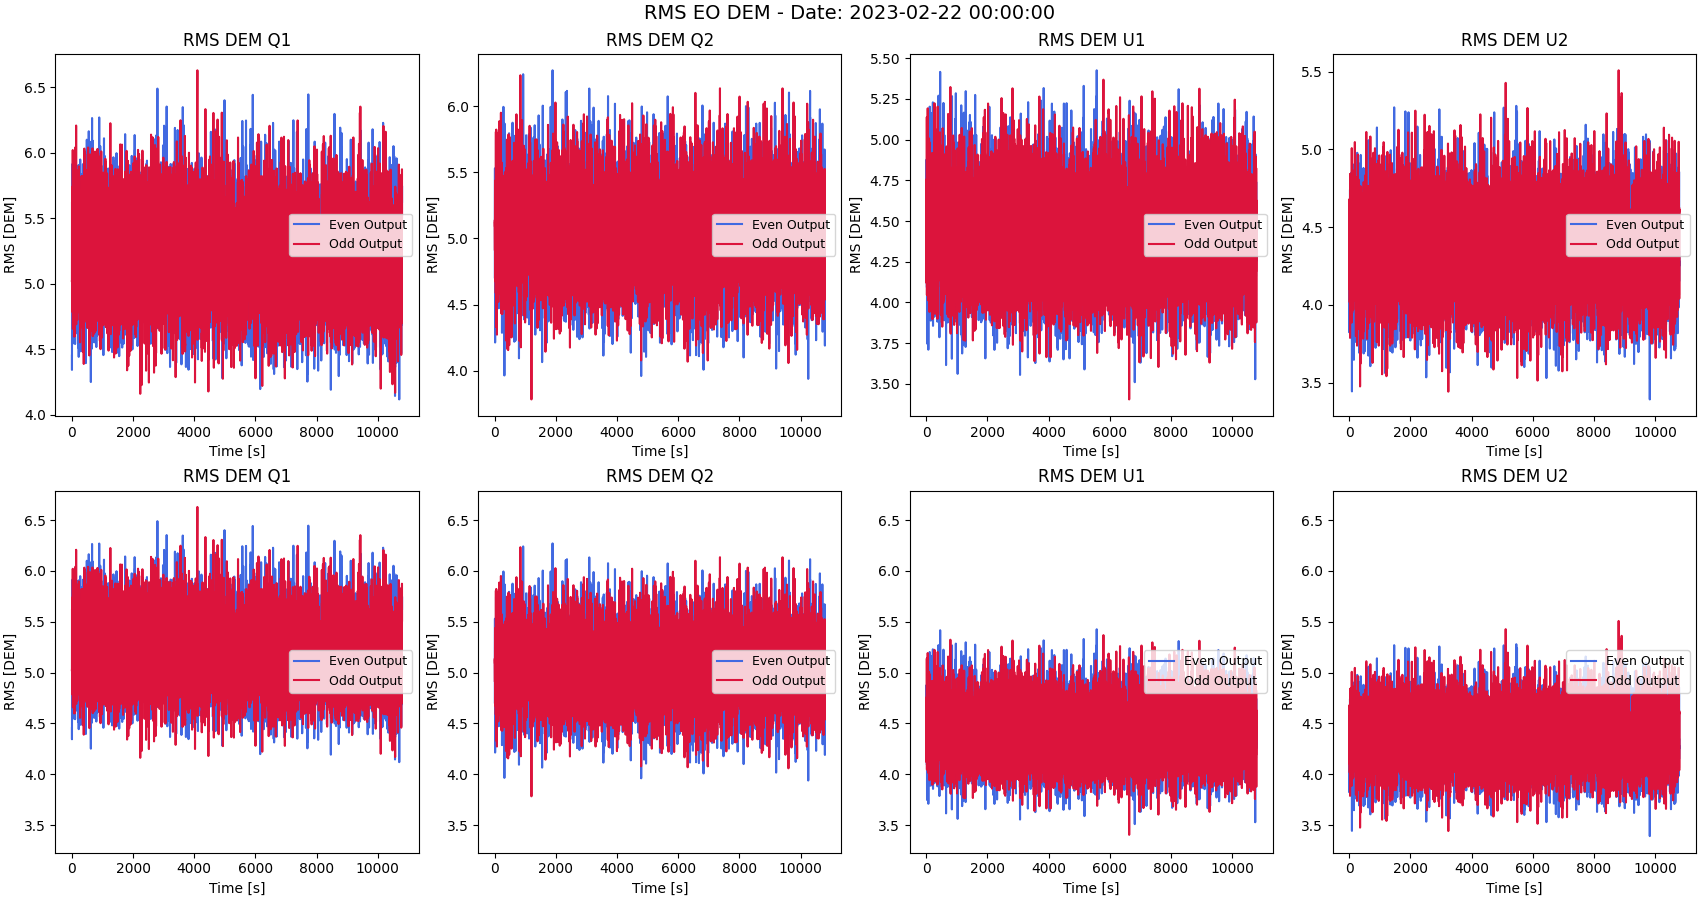 RMS EO DEM - Date: 2023-02-22 00:00:00
RMS DEM Q1
RMS [DEM]
6.5
6.0
5.5
5.0
4.5
4.0
Even Output
Odd Output
0 2000 4000 6000 8000 10000
Time [s]
RMS DEM Q2
RMS [DEM]
6.0
5.5
5.0
4.5
4.0
Even Output
Odd Output
0 2000 4000 6000 8000 10000
Time [s]
RMS DEM U1
RMS [DEM]
5.50
5.25
5.00
4.75
4.50
4.25
4.00
3.75
3.50
Even Output
Odd Output
0 2000 4000 6000 8000 10000
Time [s]
RMS DEM U2
RMS [DEM]
5.5
5.0
4.5
4.0
3.5
Even Output
Odd Output
0 2000 4000 6000 8000 10000
Time [s]
RMS DEM Q1
RMS [DEM]
6.5
6.0
5.5
5.0
4.5
4.0
3.5
Even Output
Odd Output
0 2000 4000 6000 8000 10000
Time [s]
RMS DEM Q2
RMS [DEM]
6.5
6.0
5.5
5.0
4.5
4.0
3.5
Even Output
Odd Output
0 2000 4000 6000 8000 10000
Time [s]
RMS DEM U1
RMS [DEM]
6.5
6.0
5.5
5.0
4.5
4.0
3.5
Even Output
Odd Output
0 2000 4000 6000 8000 10000
Time [s]
RMS DEM U2
RMS [DEM]
6.5
6.0
5.5
5.0
4.5
4.0
3.5
Even Output
Odd Output
0 2000 4000 6000 8000 10000
Time [s]